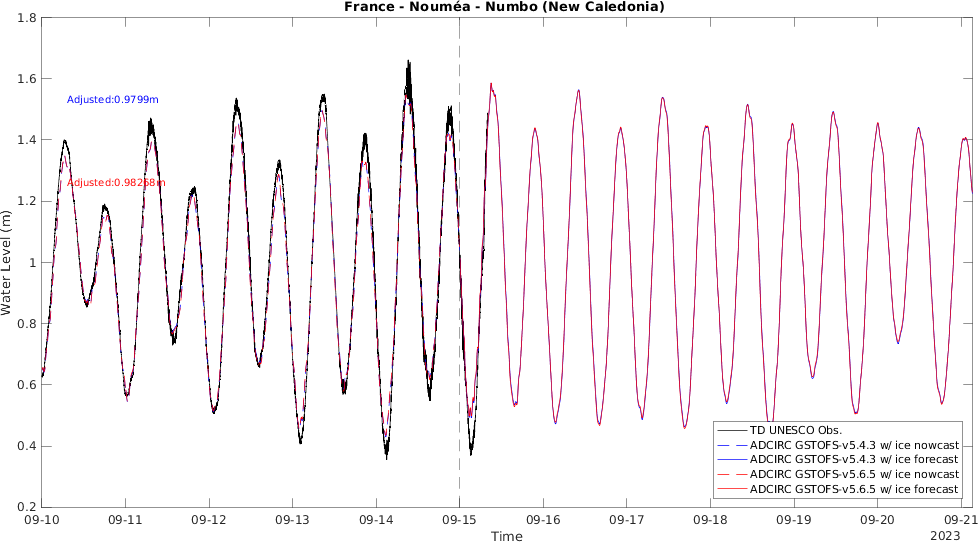 France - Nouméa - Numbo (New Caledonia)
1.8
1.6
1.4
1.2
1
0.8
0.6
0.4
0.2
Water Level (m)
Adjusted:0.9799m
Adjusted:0.98268m
TD UNESCO Obs.
ADCIRC GSTOFS-v5.4.3 w/ ice nowcast
ADCIRC GSTOFS-v5.4.3 w/ ice forecast
ADCIRC GSTOFS-v5.6.5 w/ ice nowcast
ADCIRC GSTOFS-v5.6.5 w/ ice forecast
09-10 09-11 09-12 09-13 09-14 09-15 09-16 09-17 09-18 09-19 09-20 09-21
Time
2023